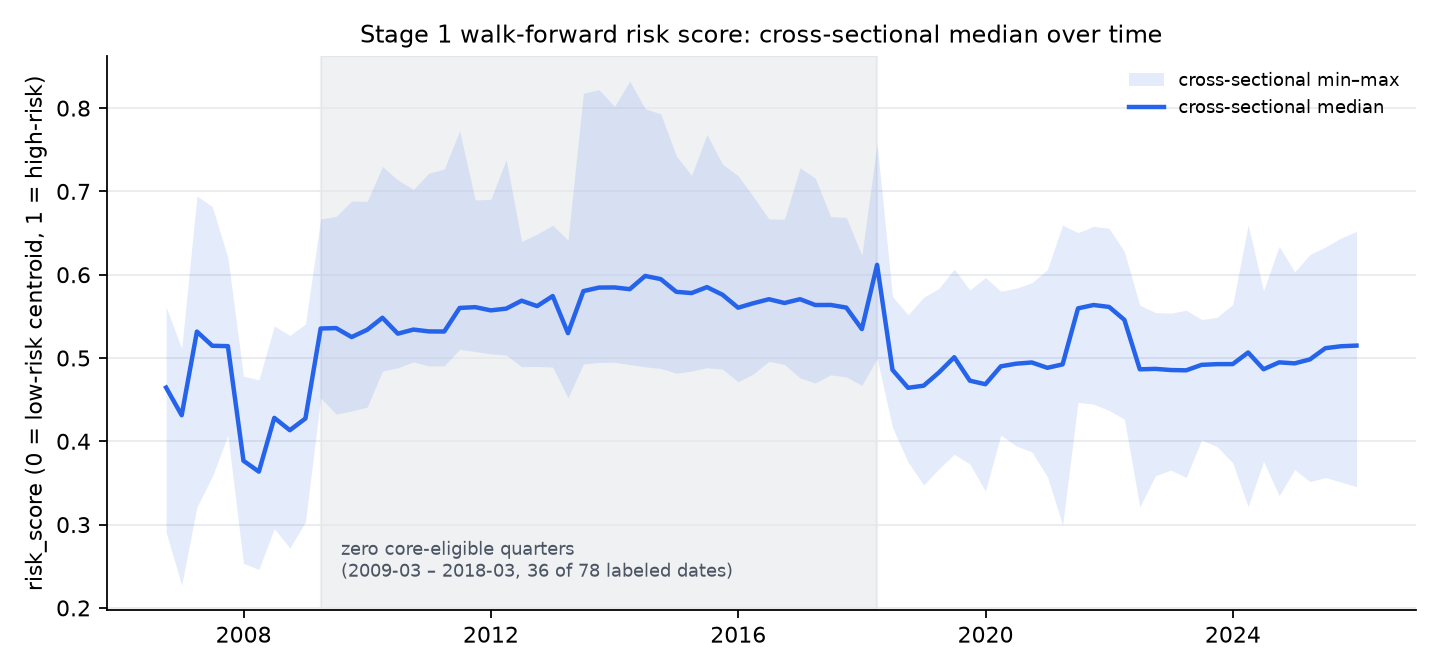 Stage 1 walk-forward risk score: cross-sectional median over time
risk_score (0 = low-risk centroid, 1 = high-risk)
cross-sectional min–max
cross-sectional median
0.8
0.7
0.6
0.5
0.4
0.3
0.2
zero core-eligible quarters
(2009-03 – 2018-03, 36 of 78 labeled dates)
2008
2012
2016
2020
2024